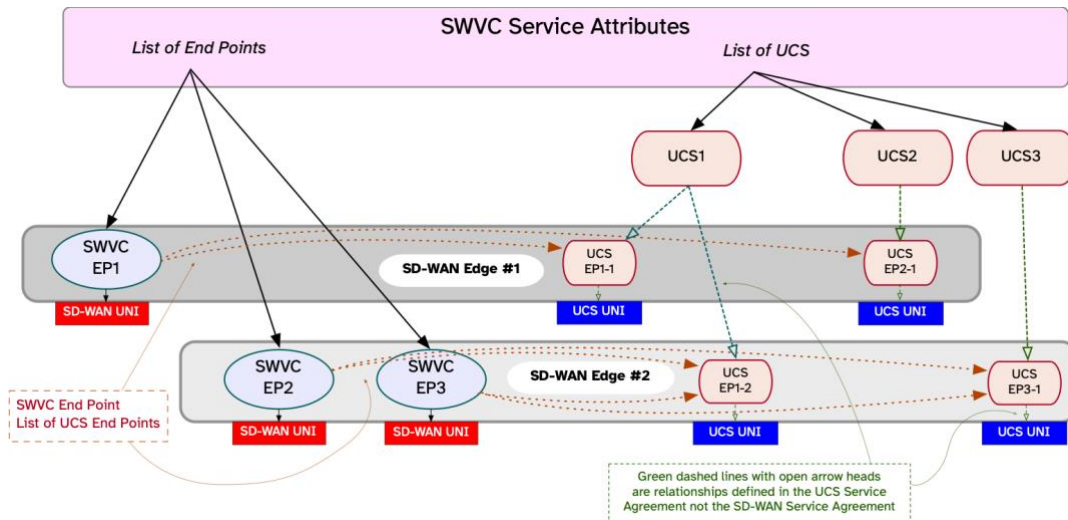 SWVC Service Attributes
List of End Points
List of UCS
UCS1
UCS2
UCS3
SWVC
EP1
SD-WAN Edge #1
UCS
EP1-1
UCS
EP2-1
SD-WAN UNI
UCS UNI
UCS UNI
SWVC
EP2
SWVC
EP3
SD-WAN Edge #2
UCS
EP1-2
UCS
EP3-1
SWVC End Point
List of UCS End Points
SD-WAN UNI
SD-WAN UNI
UCS UNI
UCS UNI
Green dashed lines with open arrow heads
are relationships defined in the UCS Service
Agreement not the SD-WAN Service Agreement